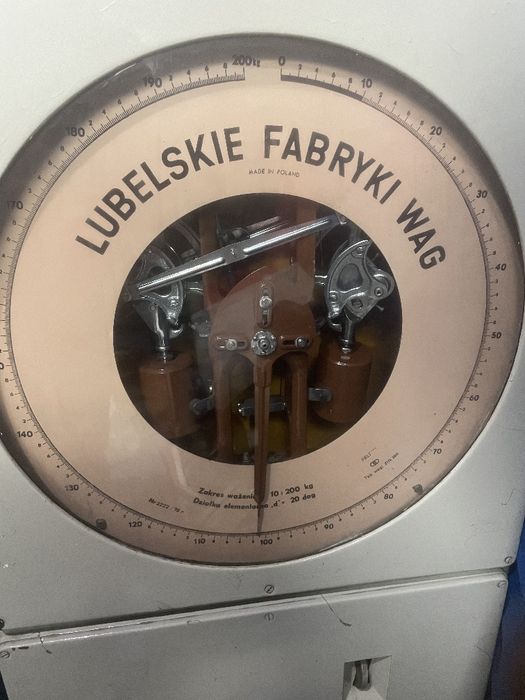 200kg 0
190 10
180 20
LUBELSKIE FABRYKI WAG
MADE IN POLAND
170 30
40
50
140 60
130 70
120 80
110 100 90
Zakres ważenia 10 ÷ 200 kg
Działka elementarna „d" = 20 dag